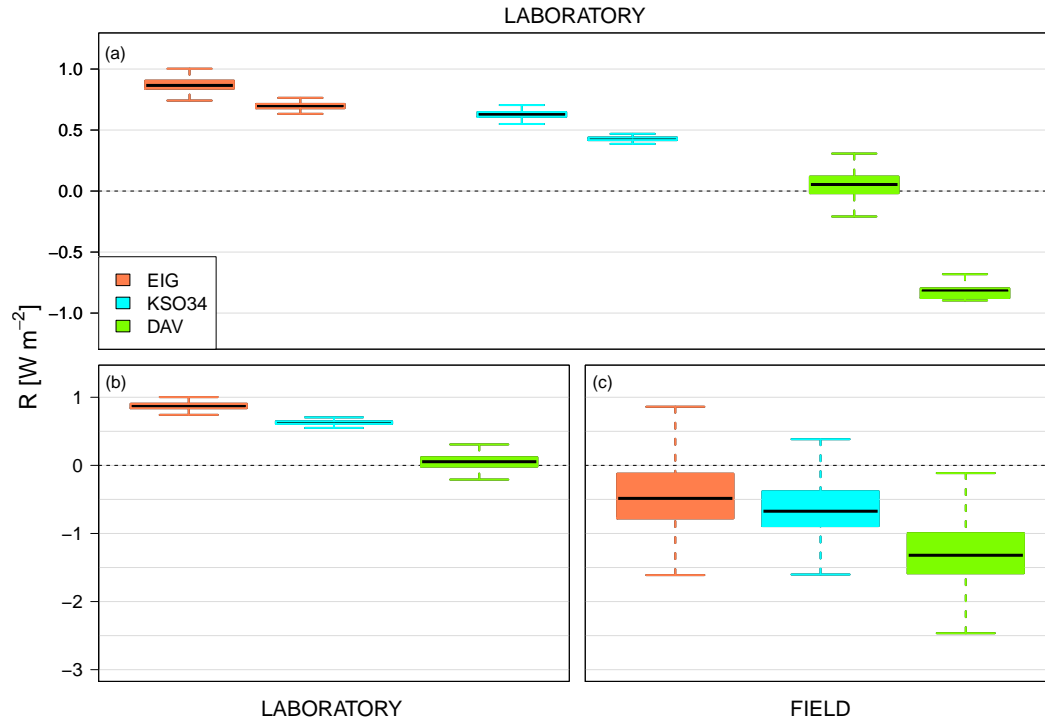 LABORATORY
(a)
1.0
0.5
0.0
−0.5
−1.0
EIG
KSO34
DAV
R [W m⁻²]
(b)
(c)
1
0
−1
−2
−3
LABORATORY
FIELD